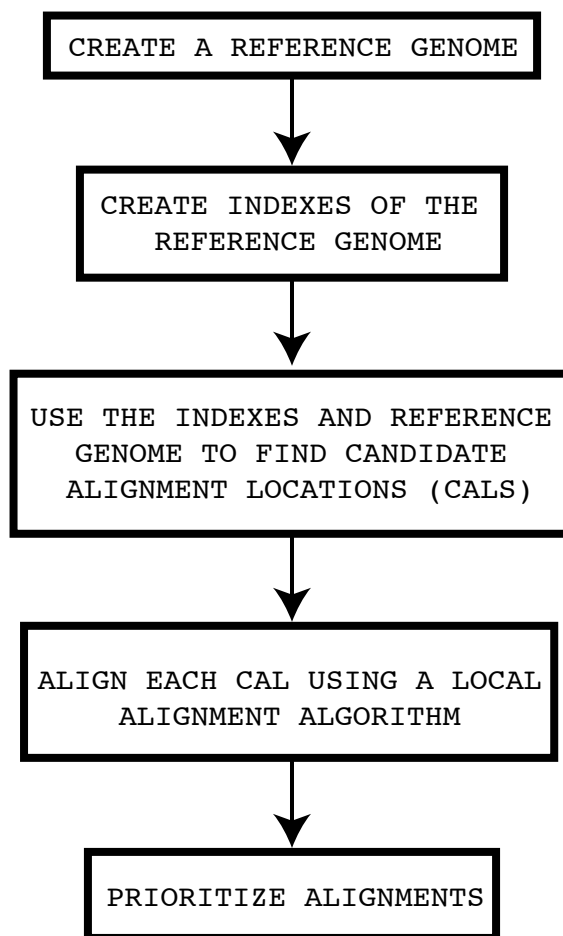 CREATE A REFERENCE GENOME
CREATE INDEXES OF THE
REFERENCE GENOME
USE THE INDEXES AND REFERENCE
GENOME TO FIND CANDIDATE
ALIGNMENT LOCATIONS (CALS)
ALIGN EACH CAL USING A LOCAL
ALIGNMENT ALGORITHM
PRIORITIZE ALIGNMENTS